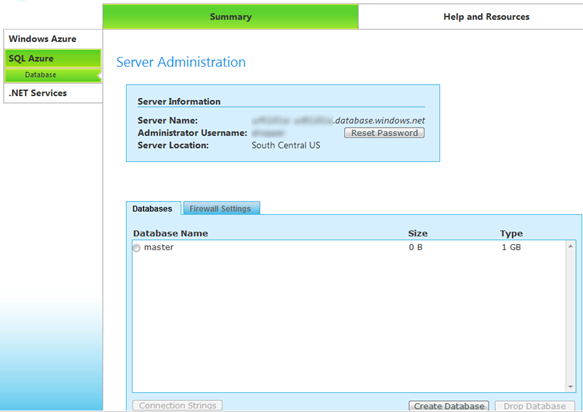 Summary
Help and Resources
Windows Azure
SQL Azure
Database
.NET Services
Server Administration
Server Information
Server Name: .database.windows.net
Administrator Username: Reset Password
Server Location: South Central US
Databases Firewall Settings
Database Name Size Type
master 0 B 1 GB
Connection Strings Create Database Drop Database